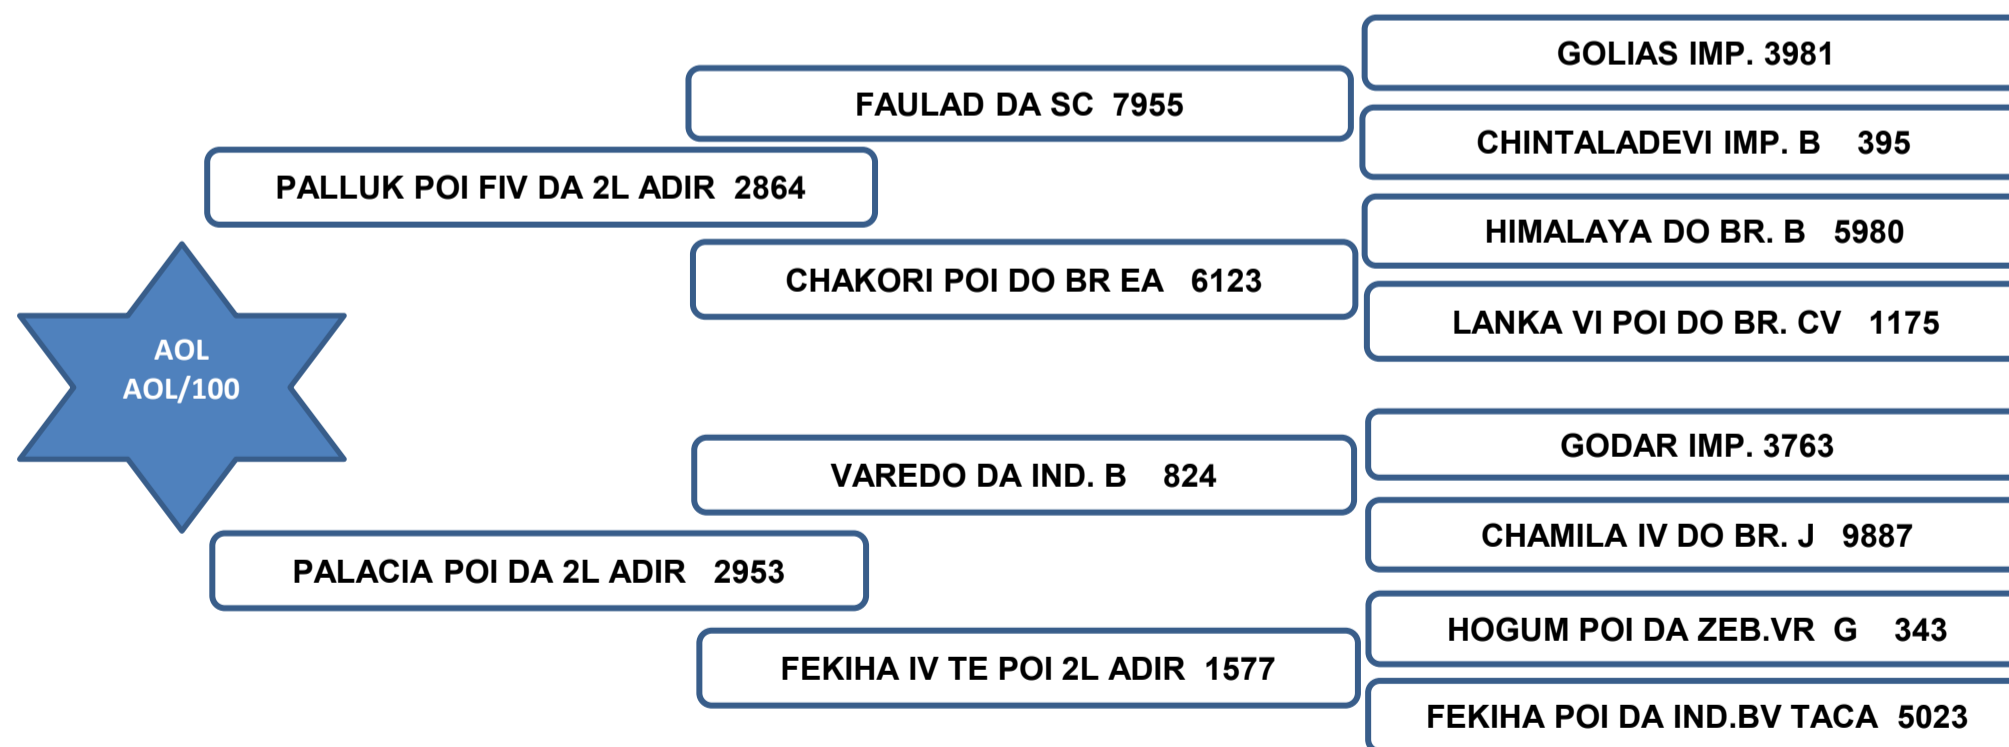 GOLIAS IMP. 3981
FAULAD DA SC 7955
CHINTALADEVI IMP. B 395
PALLUK POI FIV DA 2L ADIR 2864
HIMALAYA DO BR. B 5980
CHAKORI POI DO BR EA 6123
LANKA VI POI DO BR. CV 1175
AOL
AOL/100
GODAR IMP. 3763
VAREDO DA IND. B 824
CHAMILA IV DO BR. J 9887
PALACIA POI DA 2L ADIR 2953
HOGUM POI DA ZEB.VR G 343
FEKIHA IV TE POI 2L ADIR 1577
FEKIHA POI DA IND.BV TACA 5023